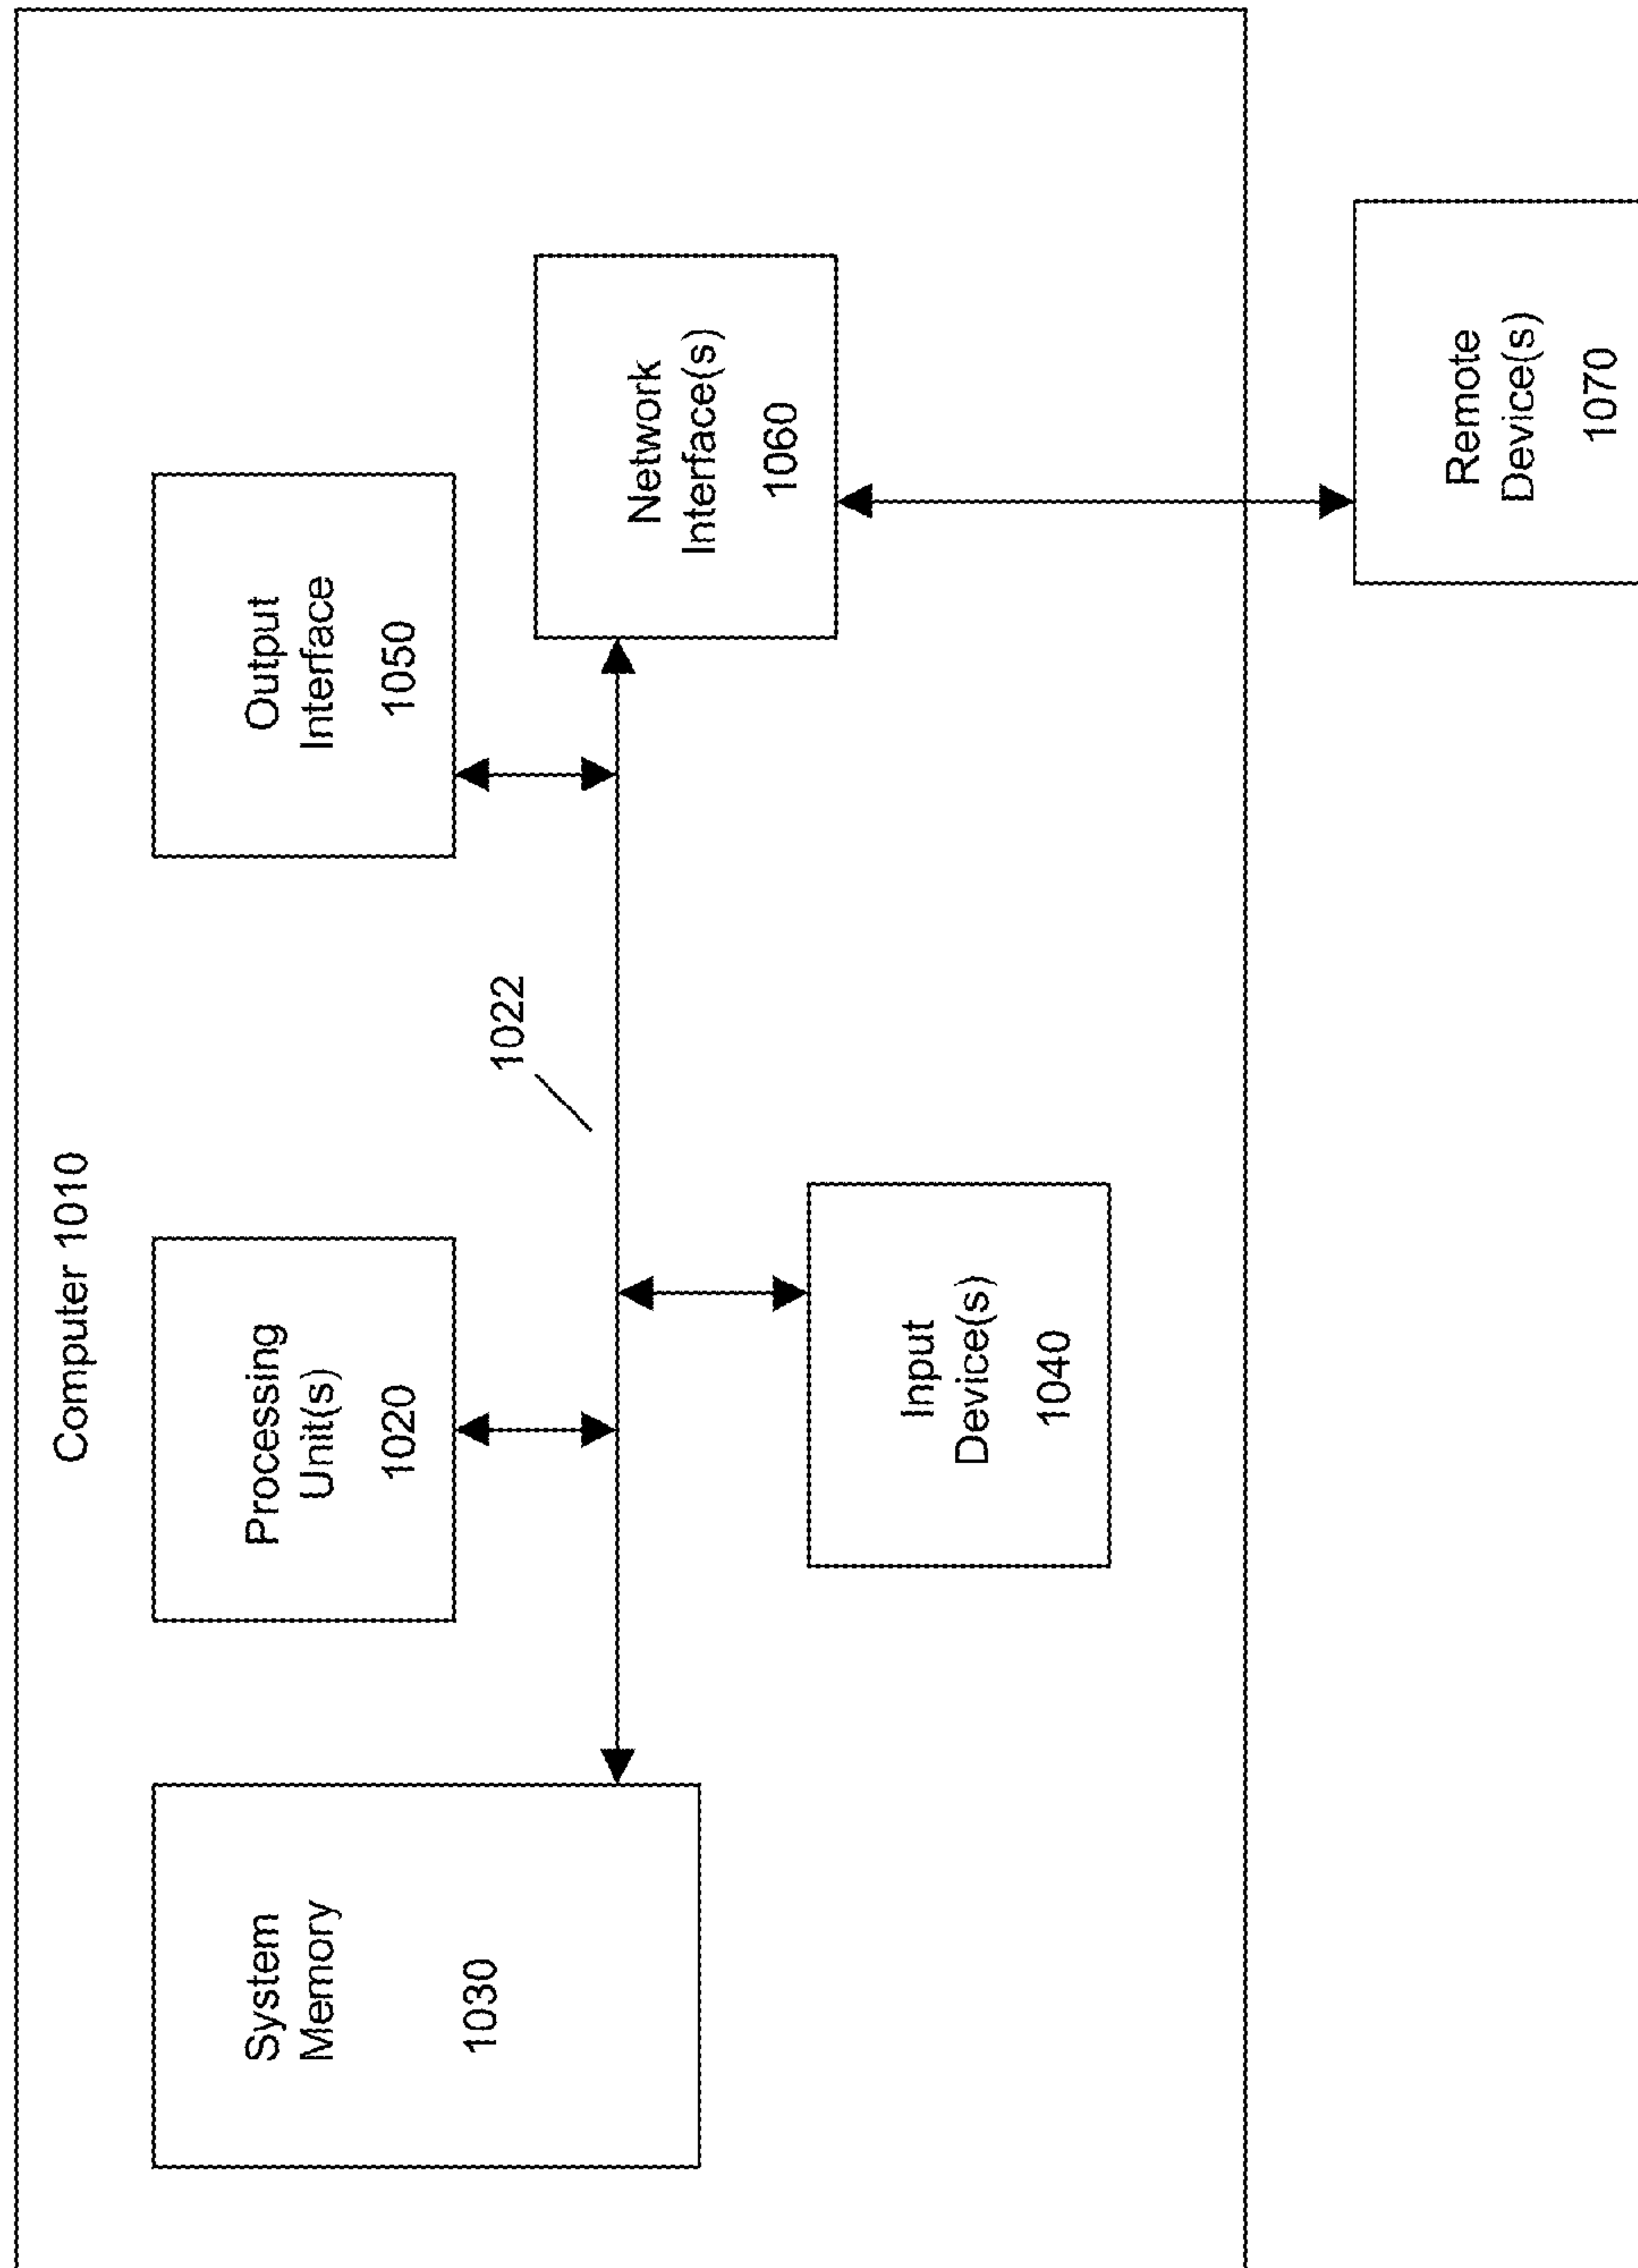 Computer 1010
System
Memory
1030
Processing
Unit(s)
1020
Output
Interface
1050
1022
Network
Interface(s)
1060
Input
Device(s)
1040
Remote
Device(s)
1070